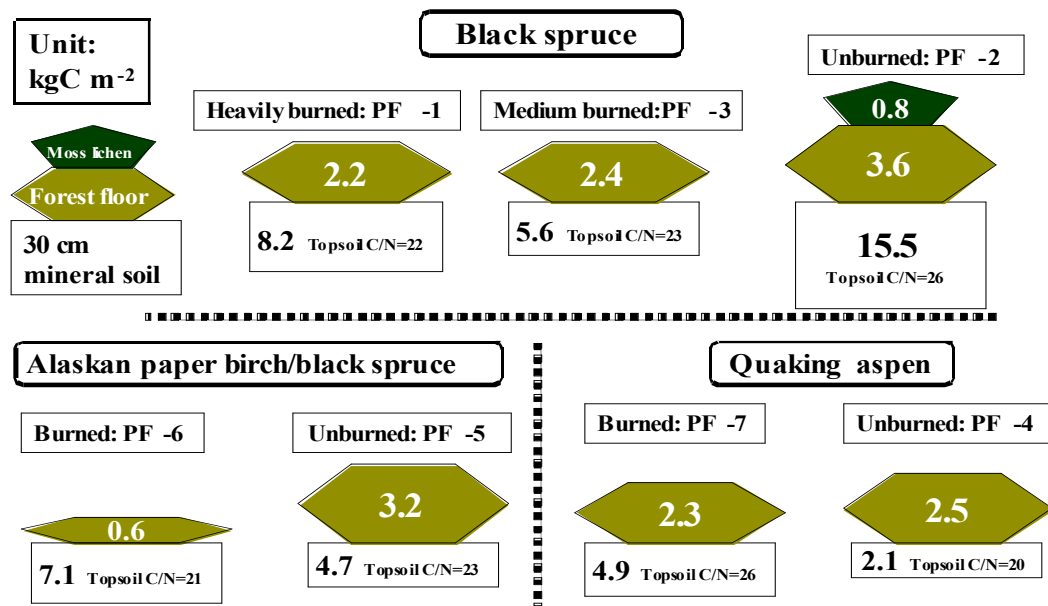 Black spruce
Unit:
kgC m-2
Moss lichen
Forest floor
30 cm
mineral soil
Heavily burned: PF -1
2.2
8.2 Topsoil C/N=22
Medium burned:PF -3
2.4
5.6 Topsoil C/N=23
Unburned: PF -2
0.8
3.6
15.5
Topsoil C/N=26
Alaskan paper birch/black spruce
Burned: PF -6
0.6
7.1 Topsoil C/N=21
Unburned: PF -5
3.2
4.7 Topsoil C/N=23
Quaking aspen
Burned: PF -7
2.3
4.9 Topsoil C/N=26
Unburned: PF -4
2.5
2.1 Topsoil C/N=20